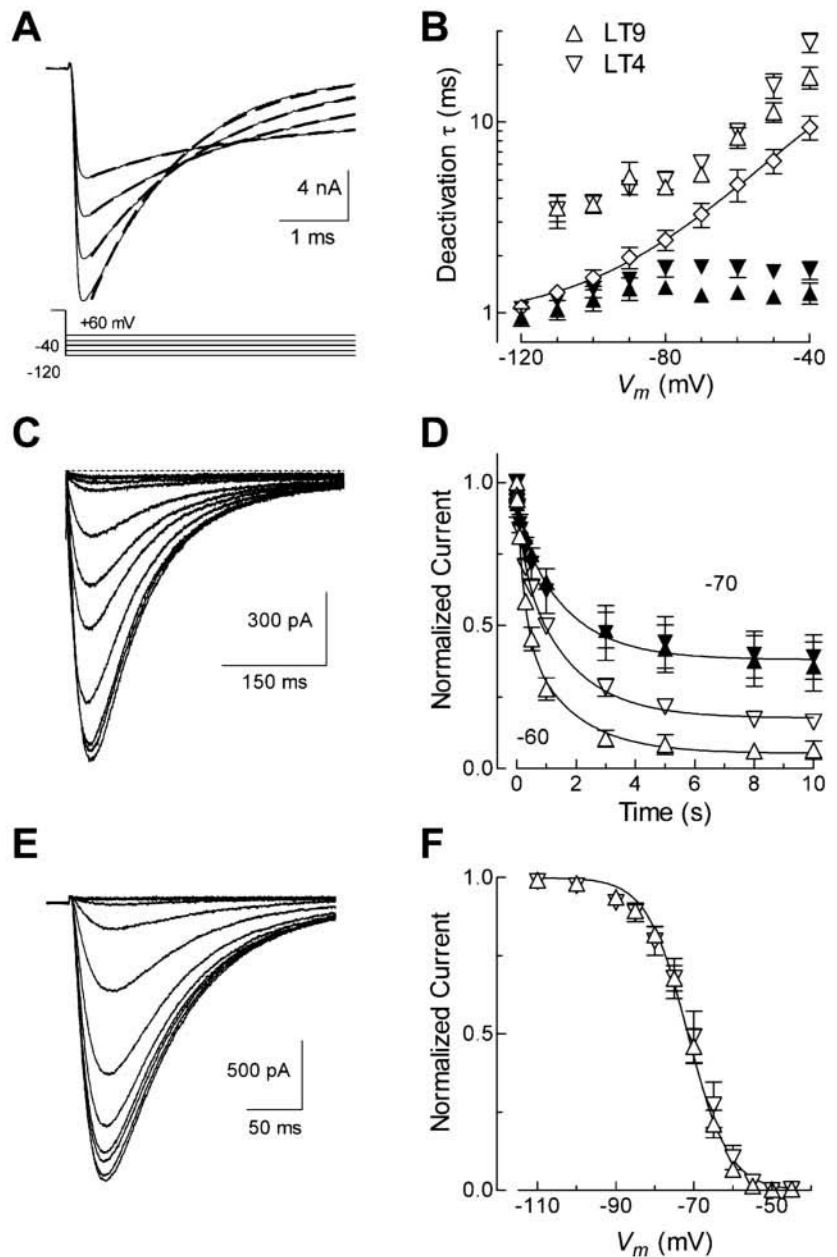 A
4 nA
1 ms
+60 mV
-40
-120
B
LT9
LT4
Deactivation τ (ms)
10
1
-120
-80
-40
Vm (mV)
C
300 pA
150 ms
D
Normalized Current
1.0
0.5
0.0
-70
-60
0
2
4
6
8
10
Time (s)
E
500 pA
50 ms
F
Normalized Current
1.0
0.5
0.0
-110
-90
-70
-50
Vm (mV)